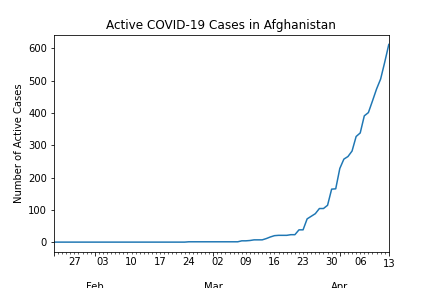 Active COVID-19 Cases in Afghanistan
Number of Active Cases
600
500
400
300
200
100
0
27 03 10 17 24 02 09 16 23 30 06 13
Feb Mar Apr